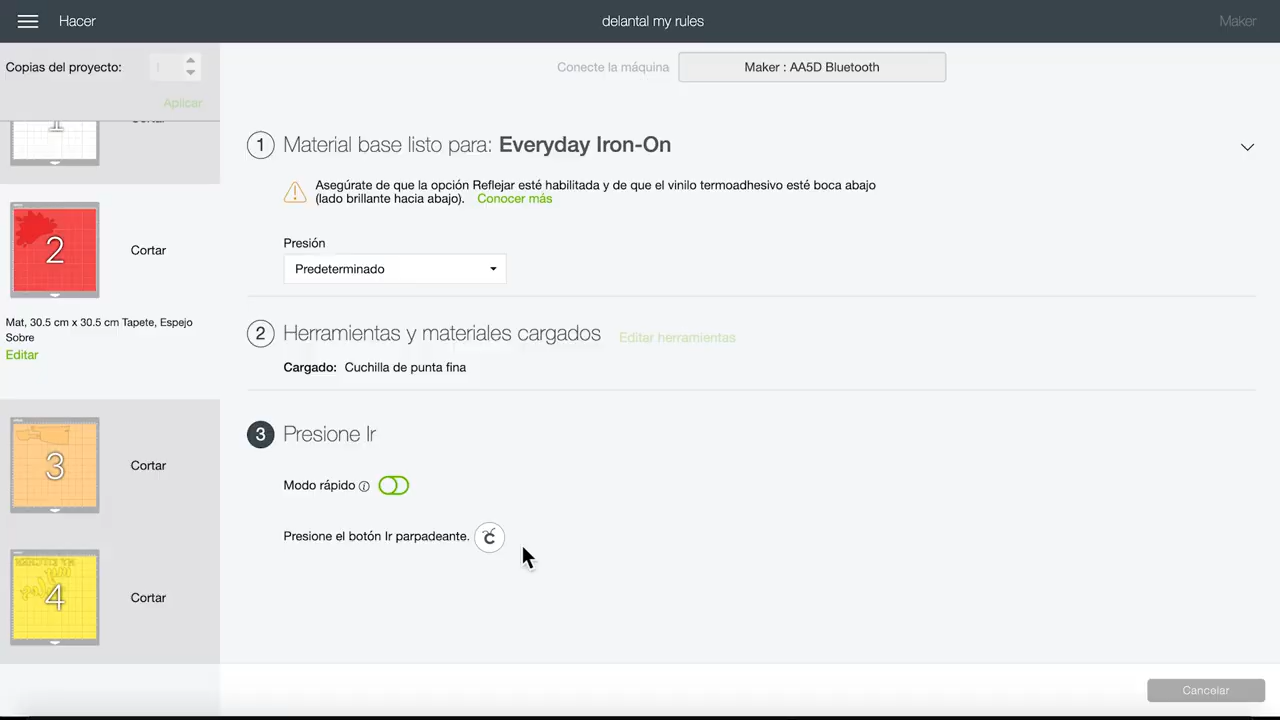 Hacer
delantal my rules
Maker
Copias del proyecto:
Aplicar
Conecte la máquina
Maker : AA5D Bluetooth
1
Cortar
2
Cortar
Mat, 30.5 cm x 30.5 cm Tapete, Espejo
Sobre
Editar
3
Cortar
4
Cortar
1 Material base listo para: Everyday Iron-On
Asegúrate de que la opción Reflejar esté habilitada y de que el vinilo termoadhesivo esté boca abajo
(lado brillante hacia abajo). Conocer más
Presión
Predeterminado
2 Herramientas y materiales cargados Editar herramientas
Cargado: Cuchilla de punta fina
3 Presione Ir
Modo rápido
Presione el botón Ir parpadeante.
Cancelar